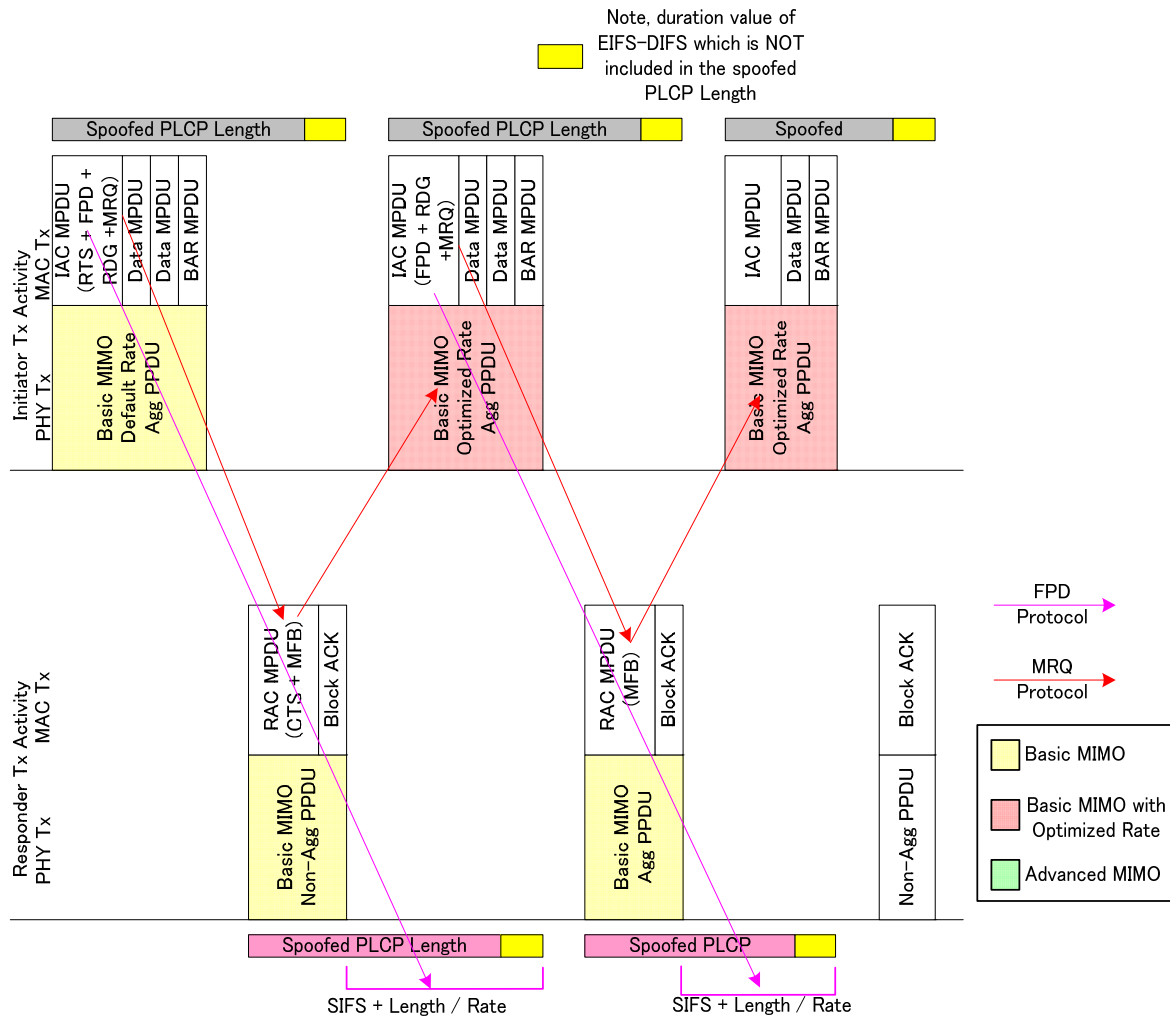 Note, duration value of
EIFS-DIFS which is NOT
included in the spoofed
PLCP Length
Spoofed PLCP Length
Spoofed PLCP Length
Spoofed
Initiator Tx Activity
MAC Tx
PHY Tx
IAC MPDU
(RTS + FPD +
RDG +MRQ)
Data MPDU
Data MPDU
BAR MPDU
IAC MPDU
(FPD + RDG
+MRQ)
Data MPDU
Data MPDU
BAR MPDU
IAC MPDU
Data MPDU
BAR MPDU
Basic MIMO
Default Rate
Agg PPDU
Basic MIMO
Optimized Rate
Agg PPDU
Basic MIMO
Optimized Rate
Agg PPDU
Responder Tx Activity
MAC Tx
PHY Tx
RAC MPDU
(CTS + MFB)
Block ACK
RAC MPDU
(MFB)
Block ACK
Block ACK
Basic MIMO
Non-Agg PPDU
Basic MIMO
Agg PPDU
Non-Agg PPDU
FPD
Protocol
MRQ
Protocol
Basic MIMO
Basic MIMO with
Optimized Rate
Advanced MIMO
Spoofed PLCP Length
Spoofed PLCP
SIFS + Length / Rate
SIFS + Length / Rate